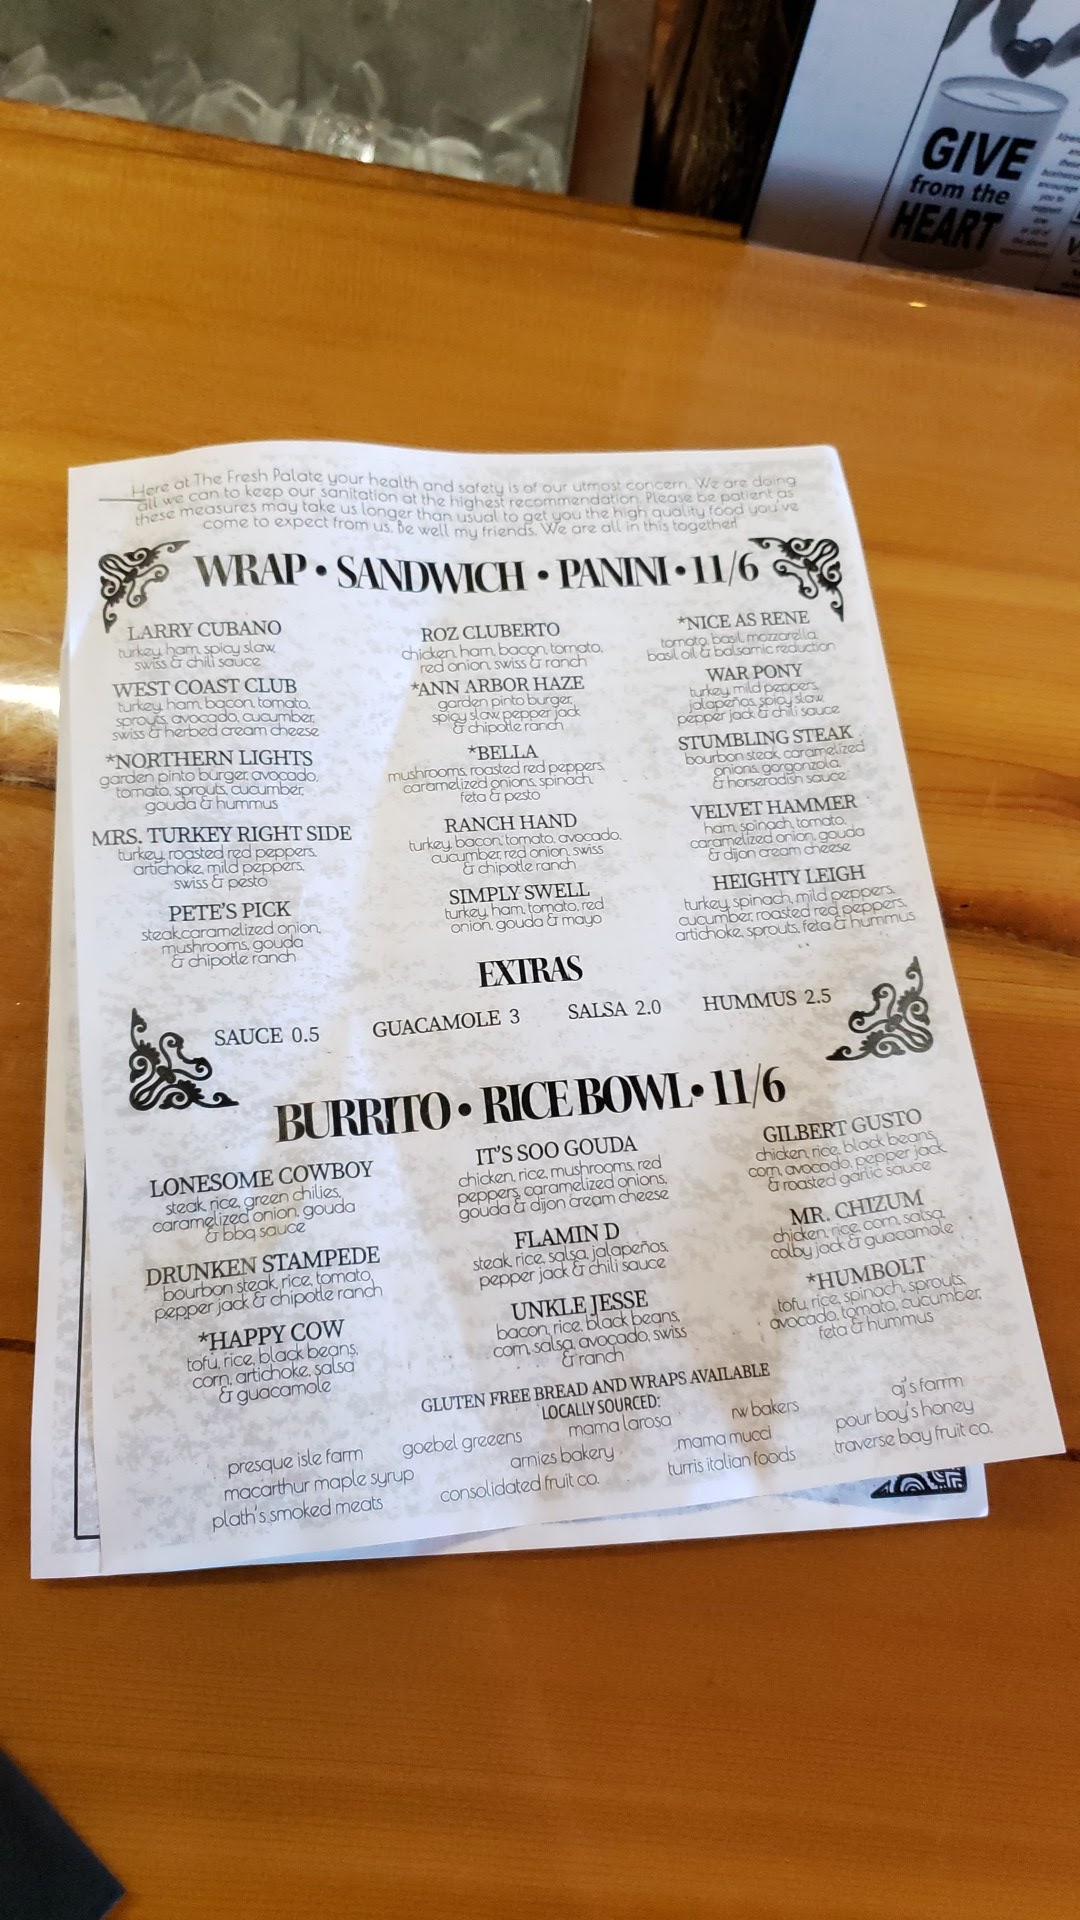 GIVE
from the
HEART
Here at The Fresh Palate your health and safety is of our utmost concern. We are doing
all we can to keep our sanitation at the highest recommendation. Please be patient as
these measures may take us longer than usual to get you the high quality food you've
come to expect from us. Be well my friends. We are all in this together!
WRAP • SANDWICH • PANINI • 11/6
LARRY CUBANO
turkey, ham, spicy slaw,
swiss & chili sauce
WEST COAST CLUB
turkey, ham, bacon, tomato,
sprouts, avocado, cucumber,
swiss & herbed cream cheese
*NORTHERN LIGHTS
garden pinto burger, avocado,
tomato, sprouts, cucumber,
gouda & hummus
MRS. TURKEY RIGHT SIDE
turkey, roasted red peppers,
artichoke, mild peppers,
swiss & pesto
PETE'S PICK
steak,caramelized onion,
mushrooms, gouda
& chipotle ranch
ROZ CLUBERTO
chicken, ham, bacon, tomato,
red onion, swiss & ranch
*ANN ARBOR HAZE
garden pinto burger,
spicy slaw, pepper jack
& chipotle ranch
*BELLA
mushrooms, roasted red peppers,
caramelized onions, spinach,
feta & pesto
RANCH HAND
turkey, bacon, tomato, avocado,
cucumber, red onion, swiss
& chipotle ranch
SIMPLY SWELL
turkey, ham, tomato, red
onion, gouda & mayo
*NICE AS RENE
tomato, basil, mozzarella,
basil oil & balsamic reduction
WAR PONY
turkey, mild peppers,
jalapeños, spicy slaw
pepper jack & chili sauce
STUMBLING STEAK
bourbon steak, caramelized
onions, gorgonzola,
& horseradish sauce
VELVET HAMMER
ham, spinach, tomato,
caramelized onion, gouda
& dijon cream cheese
HEIGHTY LEIGH
turkey, spinach, mild peppers,
cucumber, roasted red peppers,
artichoke, sprouts, feta & hummus
EXTRAS
SAUCE 0.5 GUACAMOLE 3 SALSA 2.0 HUMMUS 2.5
BURRITO • RICE BOWL • 11/6
LONESOME COWBOY
steak, rice, green chilies,
caramelized onion, gouda
& bbq sauce
DRUNKEN STAMPEDE
bourbon steak, rice, tomato,
pepper jack & chipotle ranch
*HAPPY COW
tofu, rice, black beans,
corn, artichoke, salsa
& guacamole
IT'S SOO GOUDA
chicken, rice, mushrooms, red
peppers, caramelized onions,
gouda & dijon cream cheese
FLAMIN D
steak, rice, salsa, jalapeños,
pepper jack & chili sauce
UNKLE JESSE
bacon, rice, black beans,
corn, salsa, avocado, swiss
& ranch
GILBERT GUSTO
chicken, rice, black beans,
corn, avocado, pepper jack
& roasted garlic sauce
MR. CHIZUM
chicken, rice, corn, salsa,
colby jack & guacamole
*HUMBOLT
tofu, rice, spinach, sprouts,
avocado, tomato, cucumber,
feta & hummus
GLUTEN FREE BREAD AND WRAPS AVAILABLE
LOCALLY SOURCED:
presque isle farm goebel greeens mama larosa rw bakers aj's farrm
macarthur maple syrup arnies bakery mama mucci pour boy's honey
plath's smoked meats consolidated fruit co. turris italian foods traverse bay fruit co.